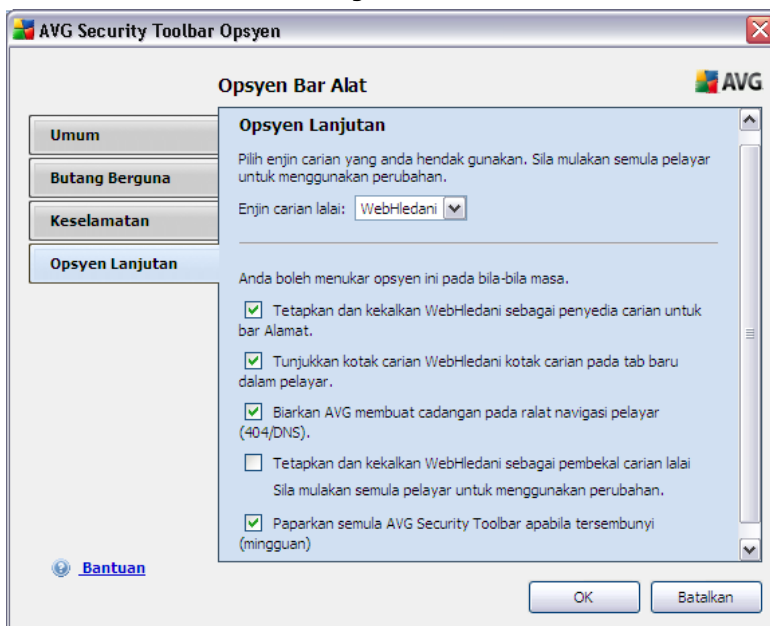 AVG Security Toolbar Opsyen
Opsyen Bar Alat
AVG
Umum
Butang Berguna
Keselamatan
Opsyen Lanjutan
Opsyen Lanjutan
Pilih enjin carian yang anda hendak gunakan. Sila mulakan semula pelayar
untuk menggunakan perubahan.
Enjin carian lalai: WebHledani
Anda boleh menukar opsyen ini pada bila-bila masa.
Tetapkan dan kekalkan WebHledani sebagai penyedia carian untuk
bar Alamat.
Tunjukkan kotak carian WebHledani kotak carian pada tab baru
dalam pelayar.
Biarkan AVG membuat cadangan pada ralat navigasi pelayar
(404/DNS).
Tetapkan dan kekalkan WebHledani sebagai pembekal carian lalai
Sila mulakan semula pelayar untuk menggunakan perubahan.
Paparkan semula AVG Security Toolbar apabila tersembunyi
(mingguan)
Bantuan
OK
Batalkan